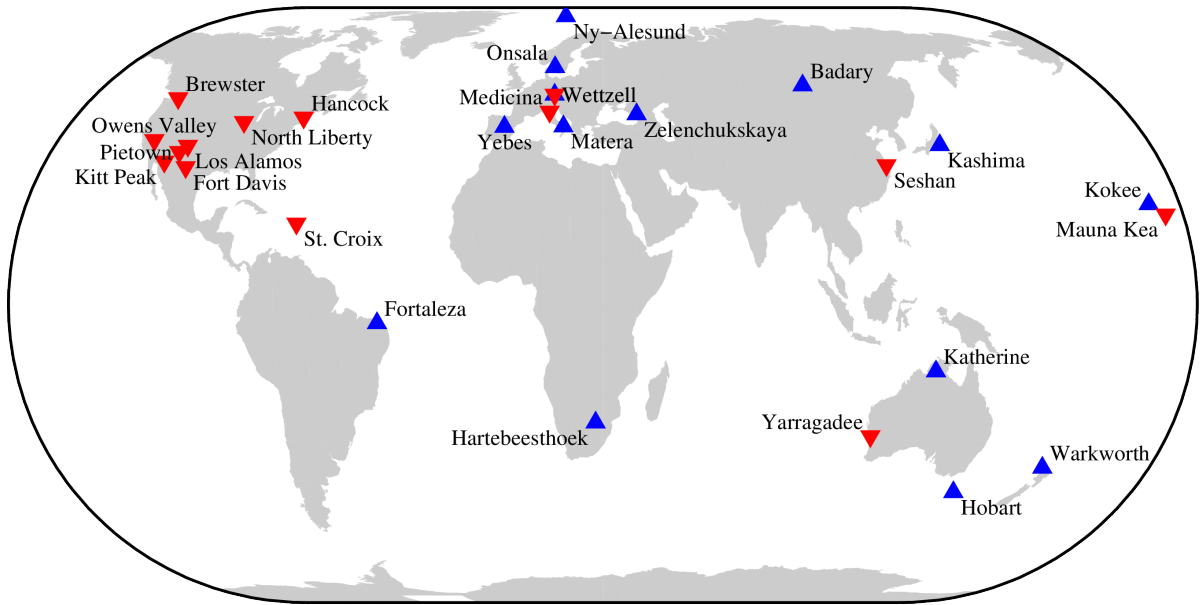 Ny−Alesund
Onsala
Badary
Brewster
Medicina
Wettzell
Hancock
Owens Valley
North Liberty
Zelenchukskaya
Yebes
Matera
Pietown
Los Alamos
Kashima
Kitt Peak
Fort Davis
Seshan
Kokee
Mauna Kea
St. Croix
Fortaleza
Katherine
Yarragadee
Hartebeesthoek
Warkworth
Hobart